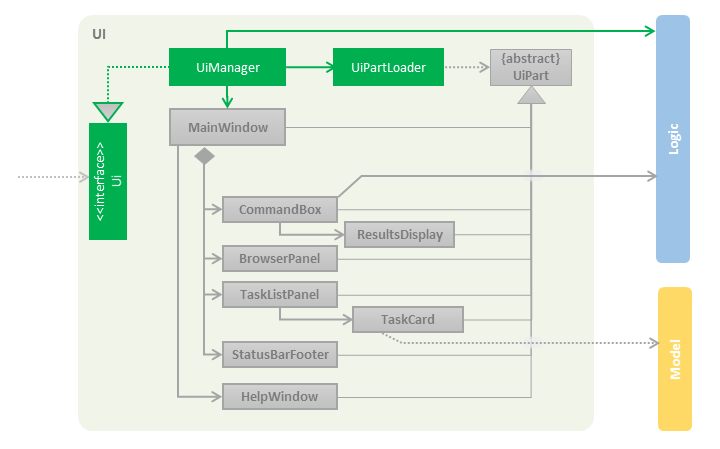 UI
UiManager
UiPartLoader
{abstract}
UiPart
MainWindow
<<interface>>
Ui
Logic
CommandBox
ResultsDisplay
BrowserPanel
TaskListPanel
TaskCard
StatusBarFooter
Model
HelpWindow